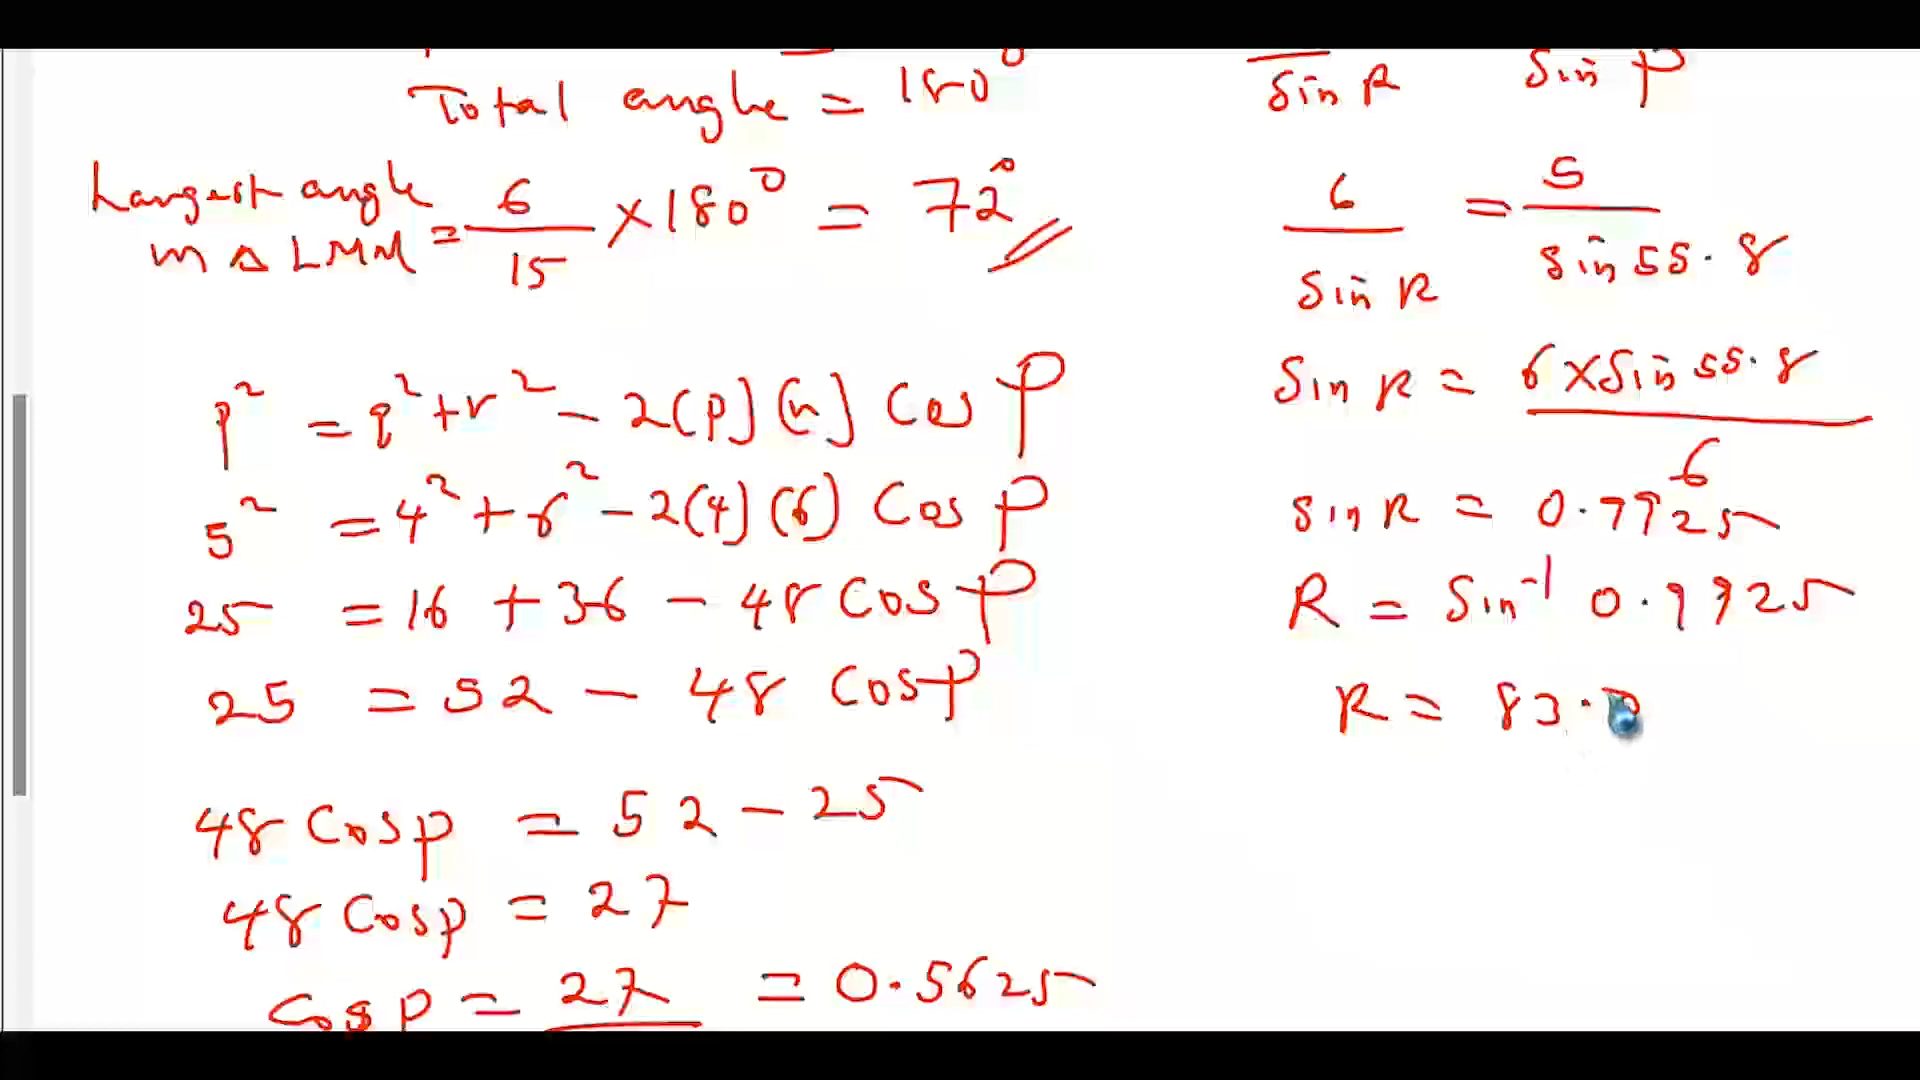 Total angle = 180°
Largest angle in Δ LMN = 6/15 × 180° = 72°
p² = q² + r² - 2(p)(r) Cos P
5² = 4² + 6² - 2(4)(6) Cos P
25 = 16 + 36 - 48 Cos P
25 = 52 - 48 Cos P
48 Cos P = 52 - 25
48 Cos P = 27
Cos P = 27 = 0.5625
Sin R Sin P
6/Sin R = 5/Sin 55.8
Sin R = 6 × Sin 55.8/6
Sin R = 0.9925
R = Sin⁻¹ 0.9925
R = 83.0